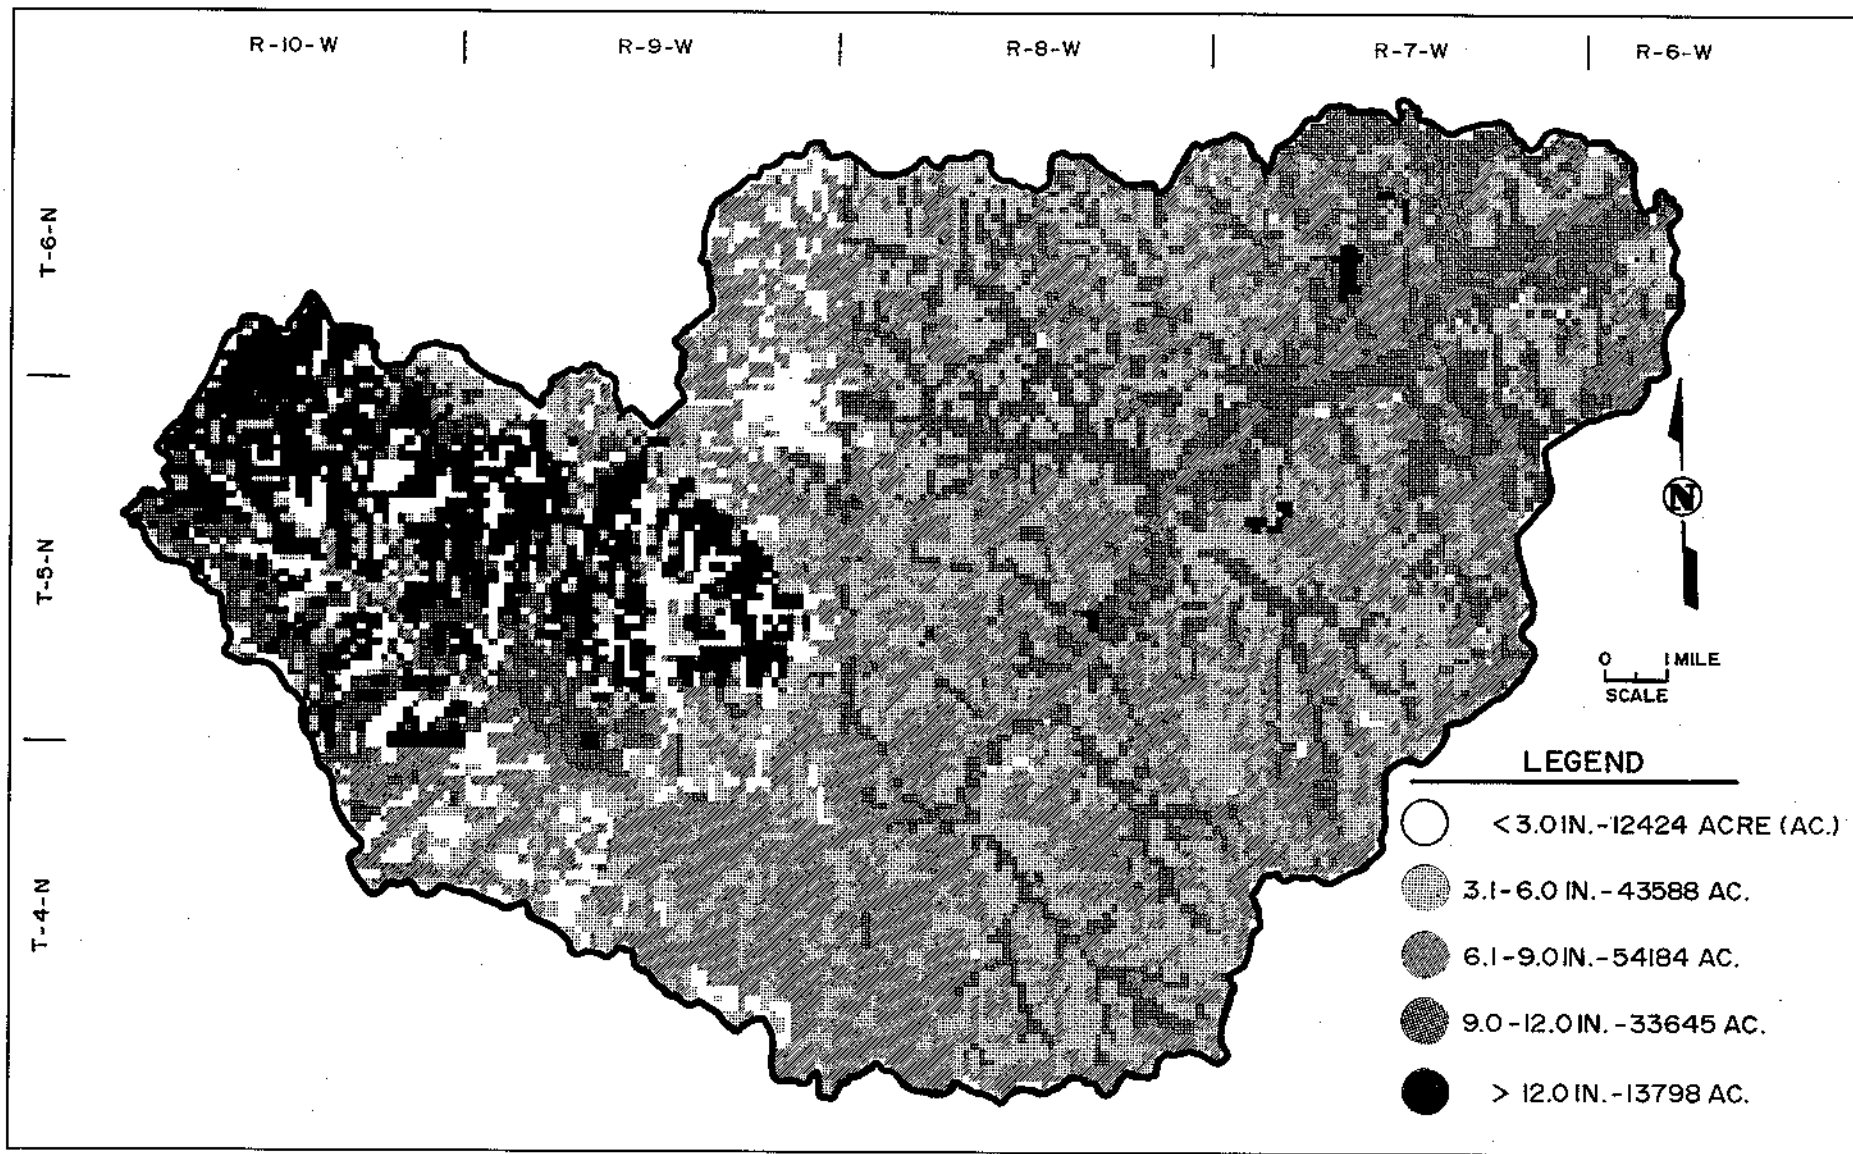 R-10-W
R-9-W
R-8-W
R-7-W
R-6-W
T-6-N
T-5-N
T-4-N
N
0 1 MILE
SCALE
LEGEND
<3.0 IN.-12424 ACRE (AC.)
3.1-6.0 IN.-43588 AC.
6.1-9.0 IN.-54184 AC.
9.0-12.0 IN.-33645 AC.
> 12.0 IN.-13798 AC.